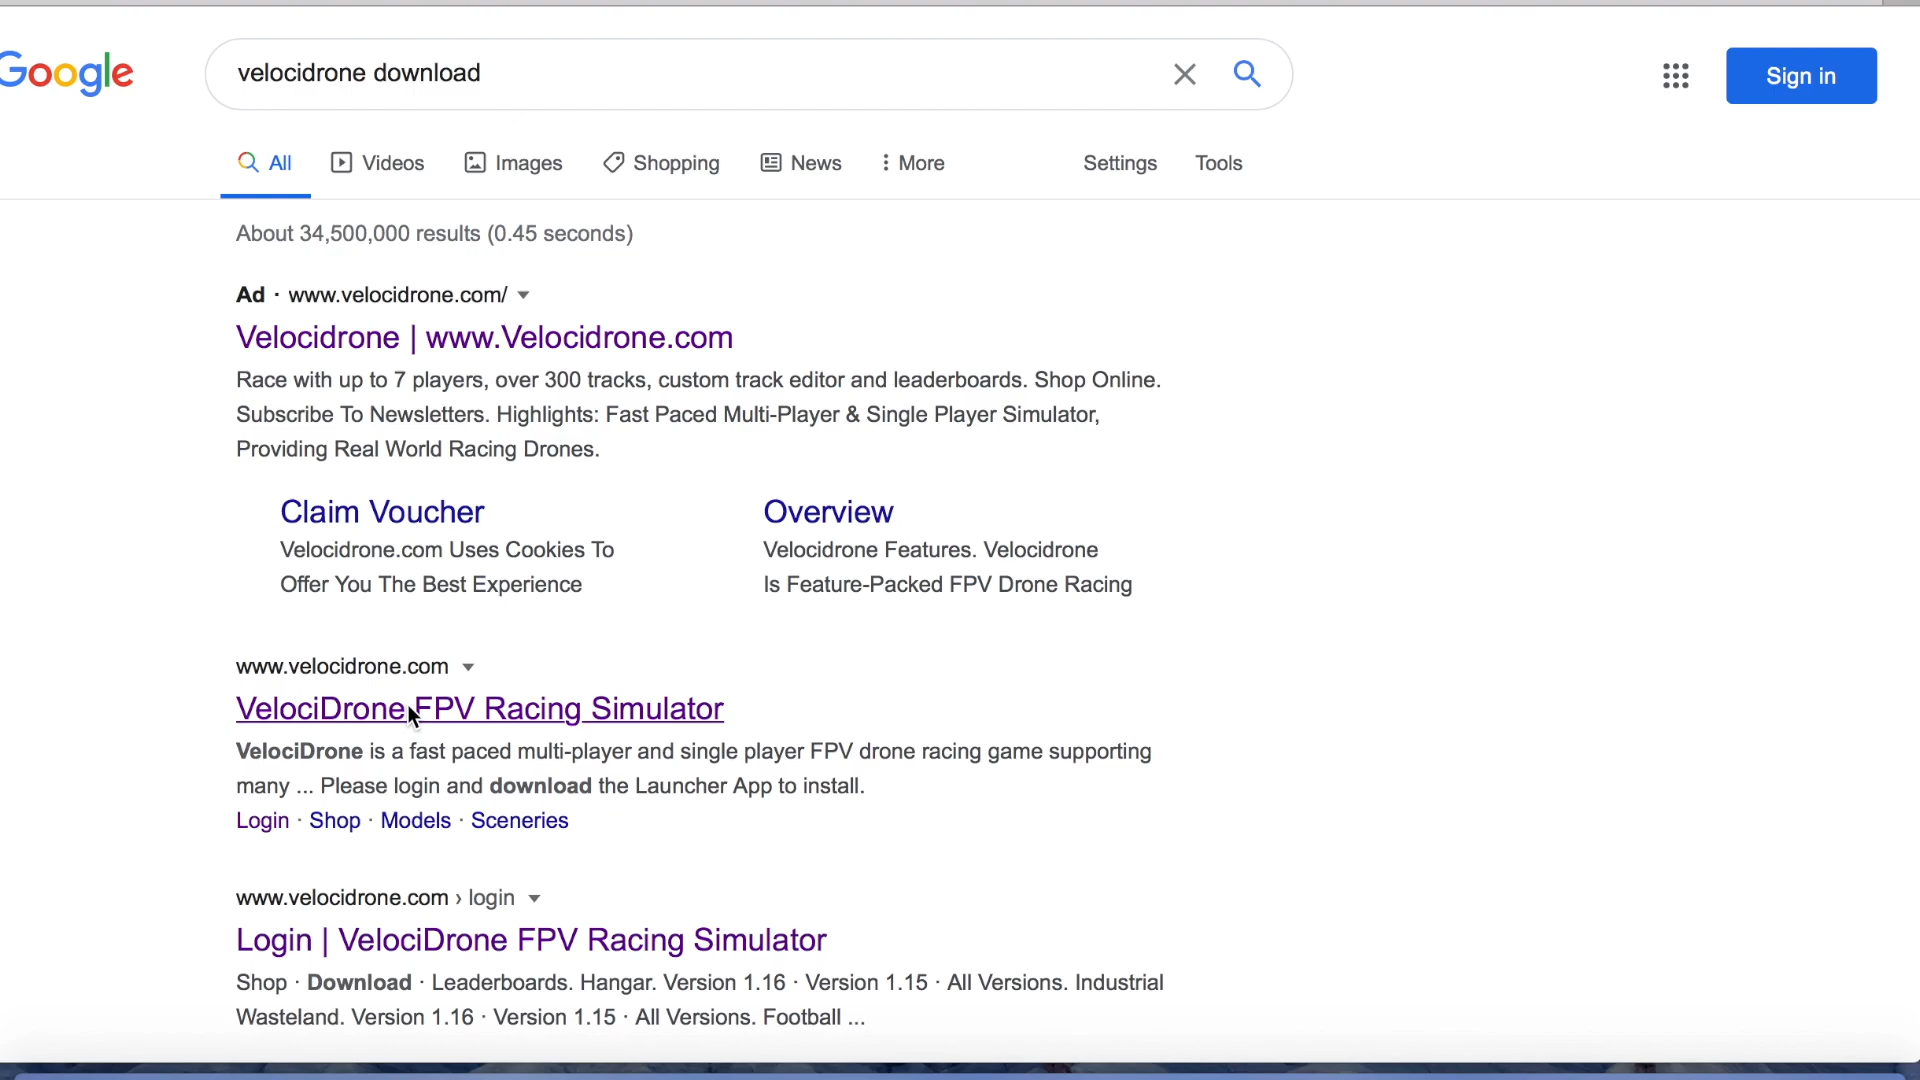 Google
velocidrone download
Sign in
All Videos Images Shopping News More Settings Tools
About 34,500,000 results (0.45 seconds)
Ad · www.velocidrone.com/
Velocidrone | www.Velocidrone.com
Race with up to 7 players, over 300 tracks, custom track editor and leaderboards. Shop Online.
Subscribe To Newsletters. Highlights: Fast Paced Multi-Player & Single Player Simulator,
Providing Real World Racing Drones.
Claim Voucher
Velocidrone.com Uses Cookies To
Offer You The Best Experience
Overview
Velocidrone Features. Velocidrone
Is Feature-Packed FPV Drone Racing
www.velocidrone.com
VelociDrone FPV Racing Simulator
VelociDrone is a fast paced multi-player and single player FPV drone racing game supporting
many ... Please login and download the Launcher App to install.
Login · Shop · Models · Sceneries
www.velocidrone.com › login
Login | VelociDrone FPV Racing Simulator
Shop · Download · Leaderboards. Hangar. Version 1.16 · Version 1.15 · All Versions. Industrial
Wasteland. Version 1.16 · Version 1.15 · All Versions. Football ...